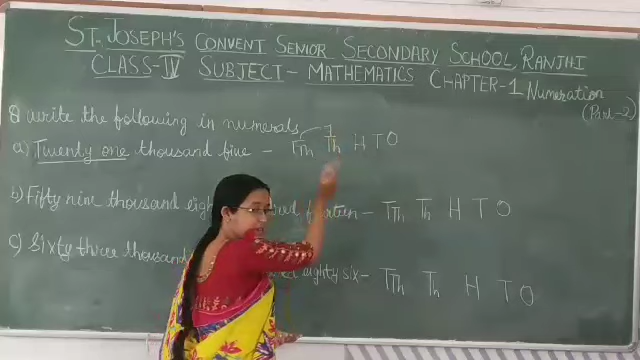 ST. JOSEPH'S CONVENT SENIOR SECONDARY SCHOOL, RANJHI
CLASS-IV SUBJECT - MATHEMATICS CHAPTER-1 Numeration
(Part-2)
Q write the following in numerals
1
a) Twenty one thousand five - TTh Th H T O
b) Fifty nine thousand - TTh Th H T O
c) Sixty three thousand eighty six - TTh Th H T O